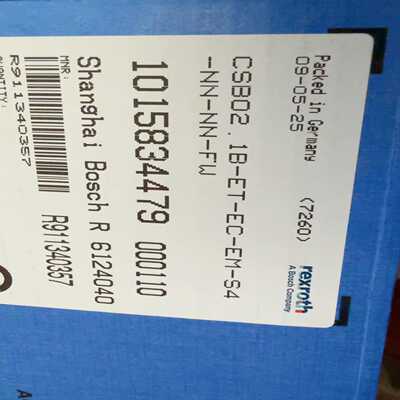 Packed in Germany (7260)
09-05-25
rexroth
A Bosch Company
CSB02.1B-ET-EC-EM-S4
-NN-NN-FW
1015834479 000110
Shanghai Bosch R 6124040
MNR:
R911340357
R911340357
QUANTITY: